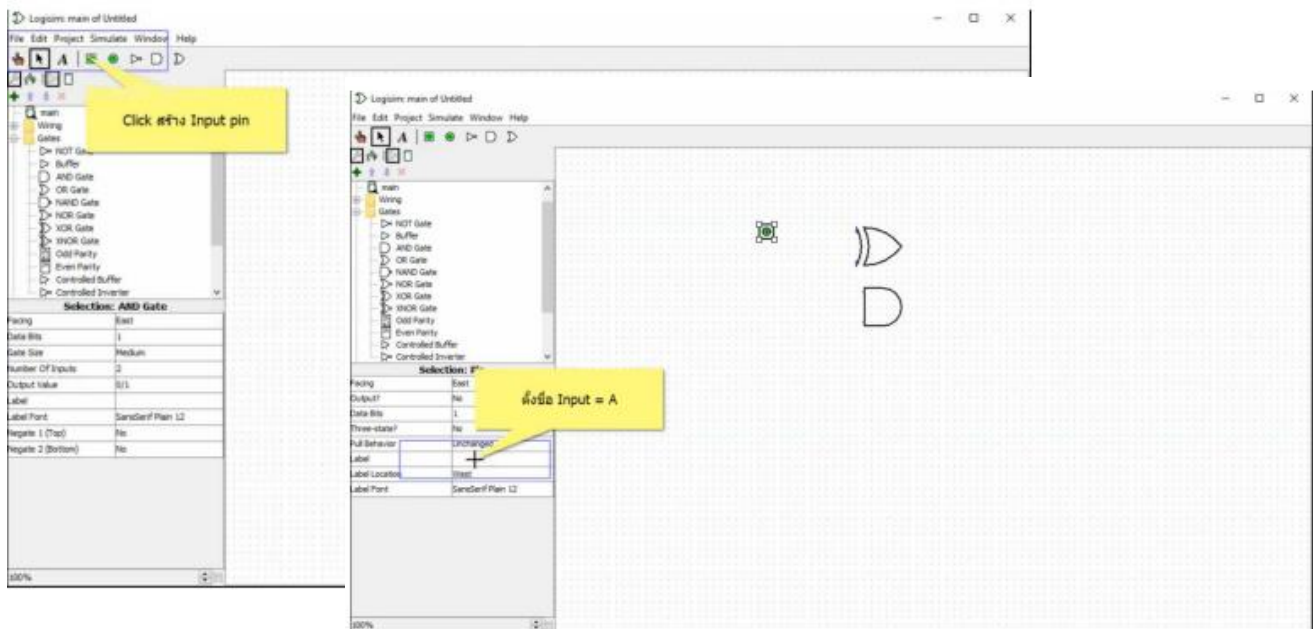 Logisim: main of Untitled
File Edit Project Simulate Window Help
A
Click สร้าง Input pin
main
Wiring
Gates
NOT Gate
Buffer
AND Gate
OR Gate
NAND Gate
NOR Gate
XOR Gate
XNOR Gate
Odd Parity
Even Parity
Controlled Buffer
Controlled Inverter
Selection: AND Gate
Facing East
Data Bits 1
Gate Size Medium
Number Of Inputs 2
Output Value 0/1
Label
Label Font SansSerif Plain 12
Negate 1 (Top) No
Negate 2 (Bottom) No
100%
Logisim: main of Untitled
File Edit Project Simulate Window Help
A
main
Wiring
Gates
NOT Gate
Buffer
AND Gate
OR Gate
NAND Gate
NOR Gate
XOR Gate
XNOR Gate
Odd Parity
Even Parity
Controlled Buffer
Controlled Inverter
Selection:
Facing East
Output? No
Data Bits 1
Three-state? No
Pull Behavior Unchanged
Label
Label Location West
Label Font SansSerif Plain 12
ตั้งชื่อ Input = A
100%